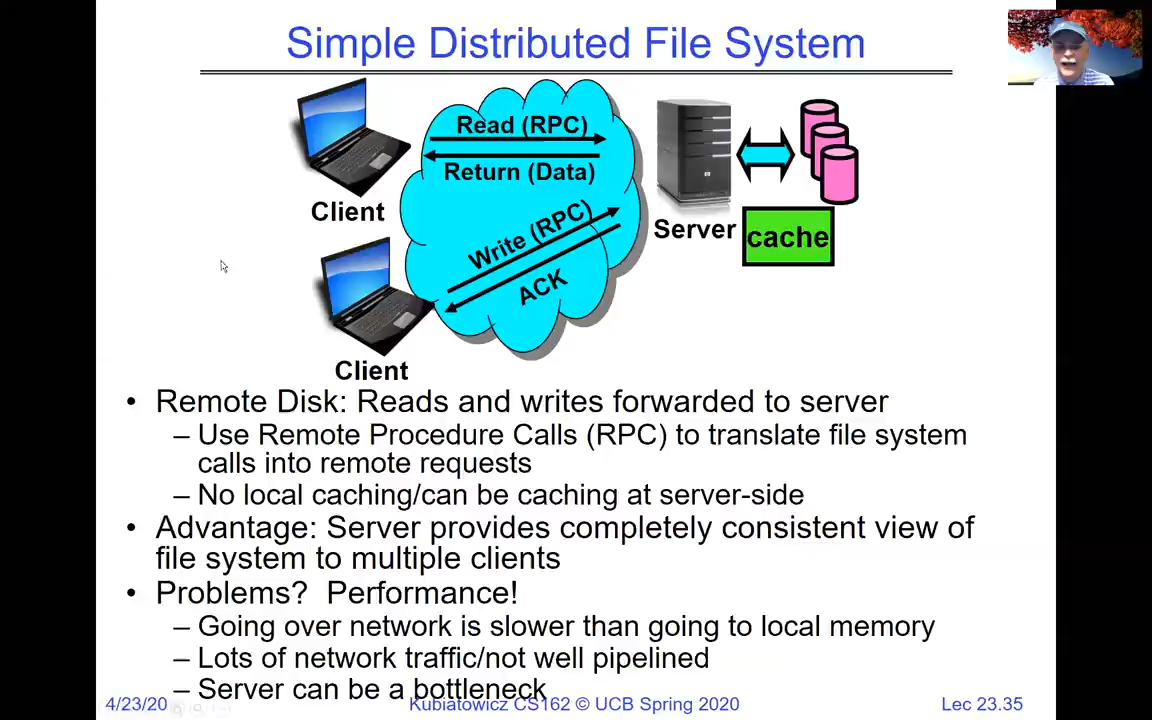 Simple Distributed File System
Read (RPC)
Return (Data)
Client
Write (RPC)
ACK
Server
cache
Client
• Remote Disk: Reads and writes forwarded to server
– Use Remote Procedure Calls (RPC) to translate file system
calls into remote requests
– No local caching/can be caching at server-side
• Advantage: Server provides completely consistent view of
file system to multiple clients
• Problems? Performance!
– Going over network is slower than going to local memory
– Lots of network traffic/not well pipelined
– Server can be a bottleneck
4/23/20
Kubiatowicz CS162 © UCB Spring 2020
Lec 23.35